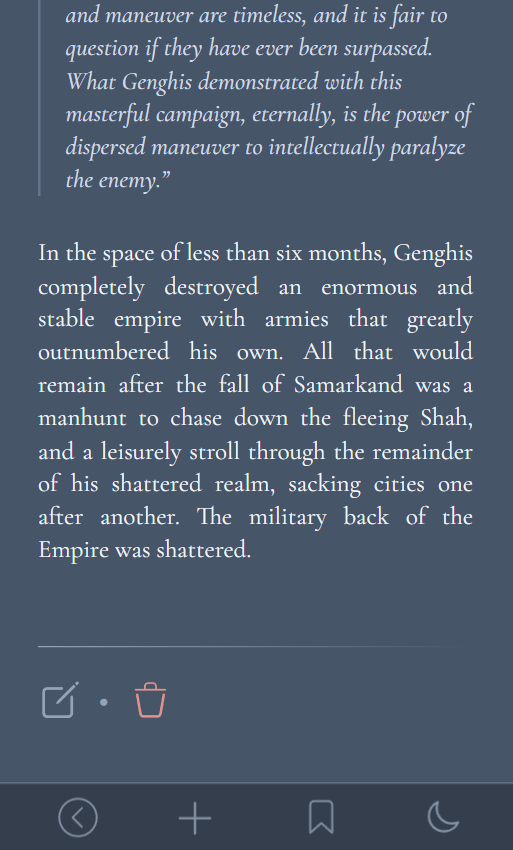 and maneuver are timeless, and it is fair to
question if they have ever been surpassed.
What Genghis demonstrated with this
masterful campaign, eternally, is the power of
dispersed maneuver to intellectually paralyze
the enemy.”
In the space of less than six months, Genghis
completely destroyed an enormous and
stable empire with armies that greatly
outnumbered his own. All that would
remain after the fall of Samarkand was a
manhunt to chase down the fleeing Shah,
and a leisurely stroll through the remainder
of his shattered realm, sacking cities one
after another. The military back of the
Empire was shattered.